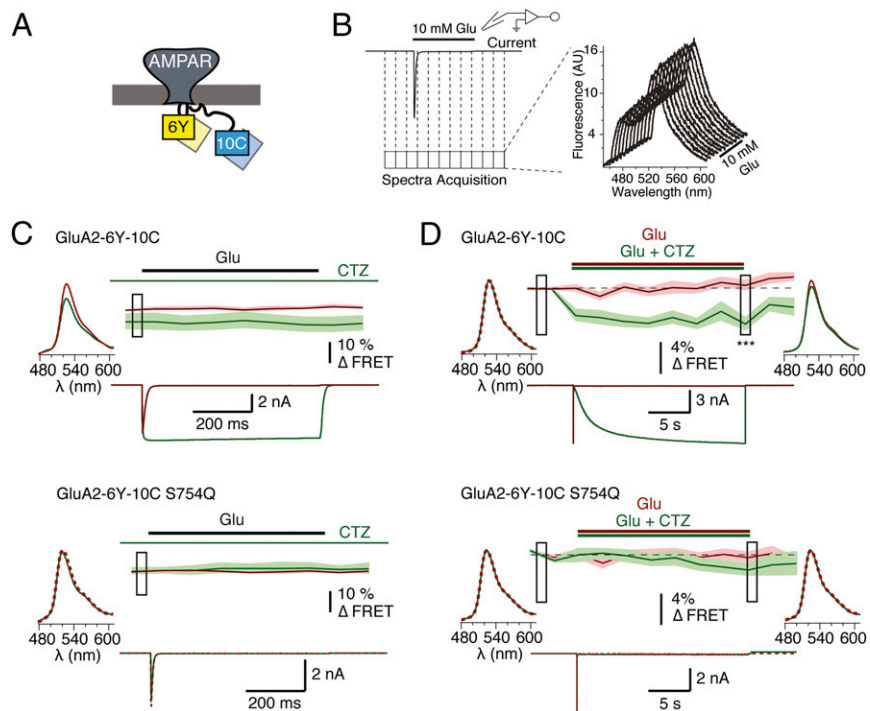 A
AMPAR
6Y
10C
B
10 mM Glu
Current
Spectra Acquisition
Fluorescence (AU)
16
10
4
480 520 560 600
Wavelength (nm)
10 mM
Glu
C
GluA2-6Y-10C
Glu
CTZ
10 %
Δ FRET
480 540 600
λ (nm)
2 nA
200 ms
GluA2-6Y-10C S754Q
Glu
CTZ
10 %
Δ FRET
480 540 600
λ (nm)
2 nA
200 ms
D
GluA2-6Y-10C
Glu
Glu + CTZ
***
4%
Δ FRET
480 540 600
λ (nm)
480 540 600
3 nA
5 s
GluA2-6Y-10C S754Q
Glu
Glu + CTZ
4%
Δ FRET
480 540 600
λ (nm)
480 540 600
2 nA
5 s